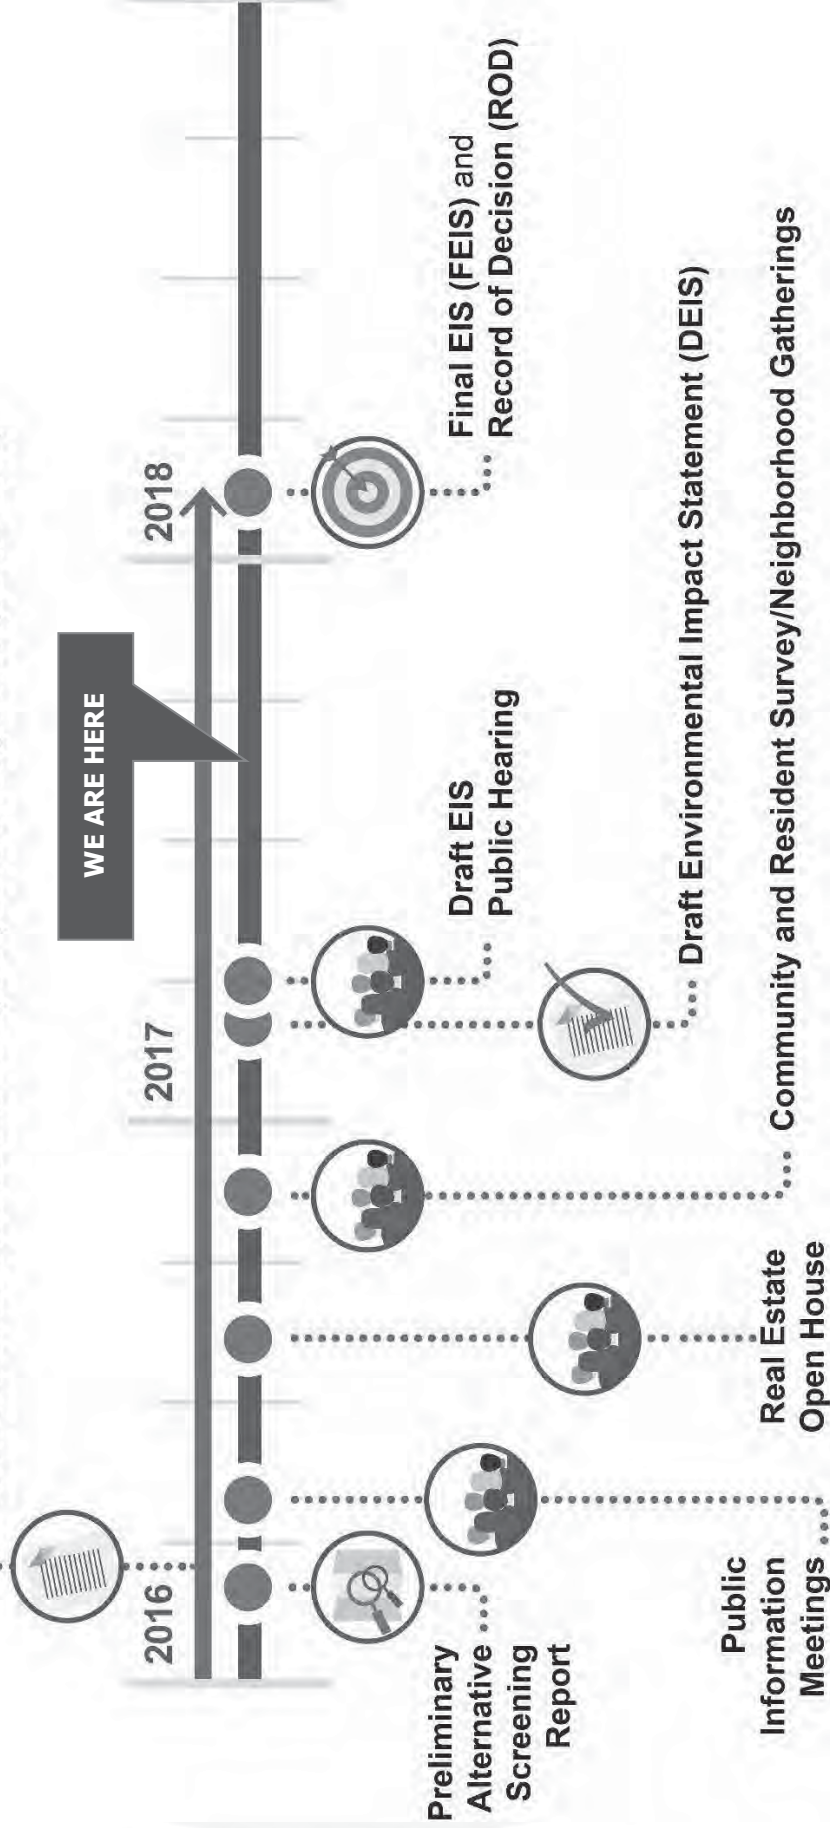 2016
2017
2018
WE ARE HERE
Preliminary
Alternative
Screening
Report
Public
Information
Meetings
Real Estate
Open House
Community and Resident Survey/Neighborhood Gatherings
Draft Environmental Impact Statement (DEIS)
Draft EIS
Public Hearing
Final EIS (FEIS) and
Record of Decision (ROD)